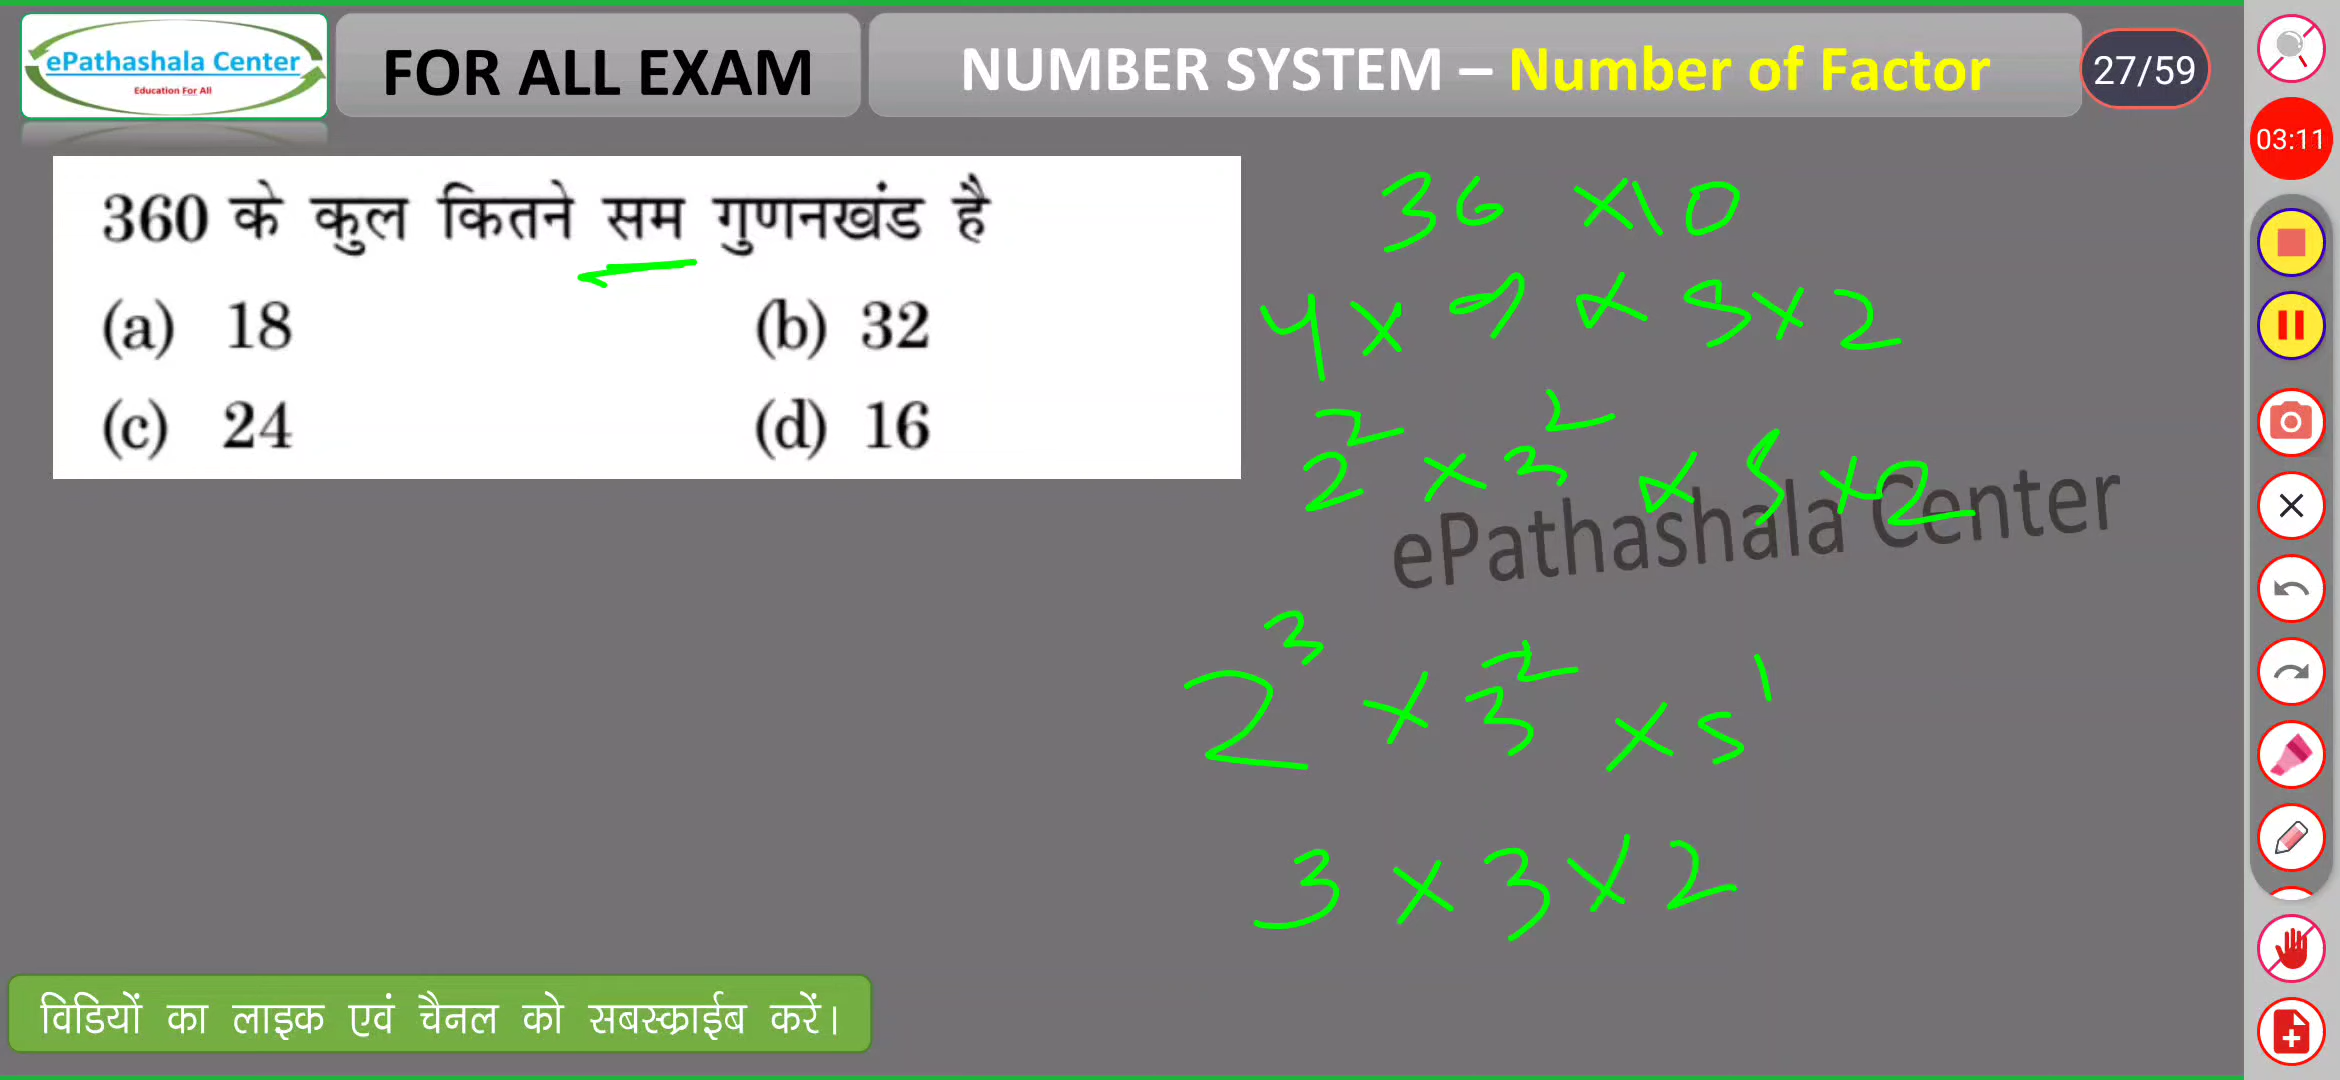 ePathashala Center
Education For All
FOR ALL EXAM
NUMBER SYSTEM – Number of Factor
27/59
03:11
360 के कुल कितने सम गुणनखंड है
(a) 18
(b) 32
(c) 24
(d) 16
36 × 10
4 × 9 × 5 × 2
2² × 3² × 5 × 2
ePathashala Center
2³ × 3² × 5¹
3 × 3 × 2
विडियों का लाइक एवं चैनल को सबस्क्राईब करें।